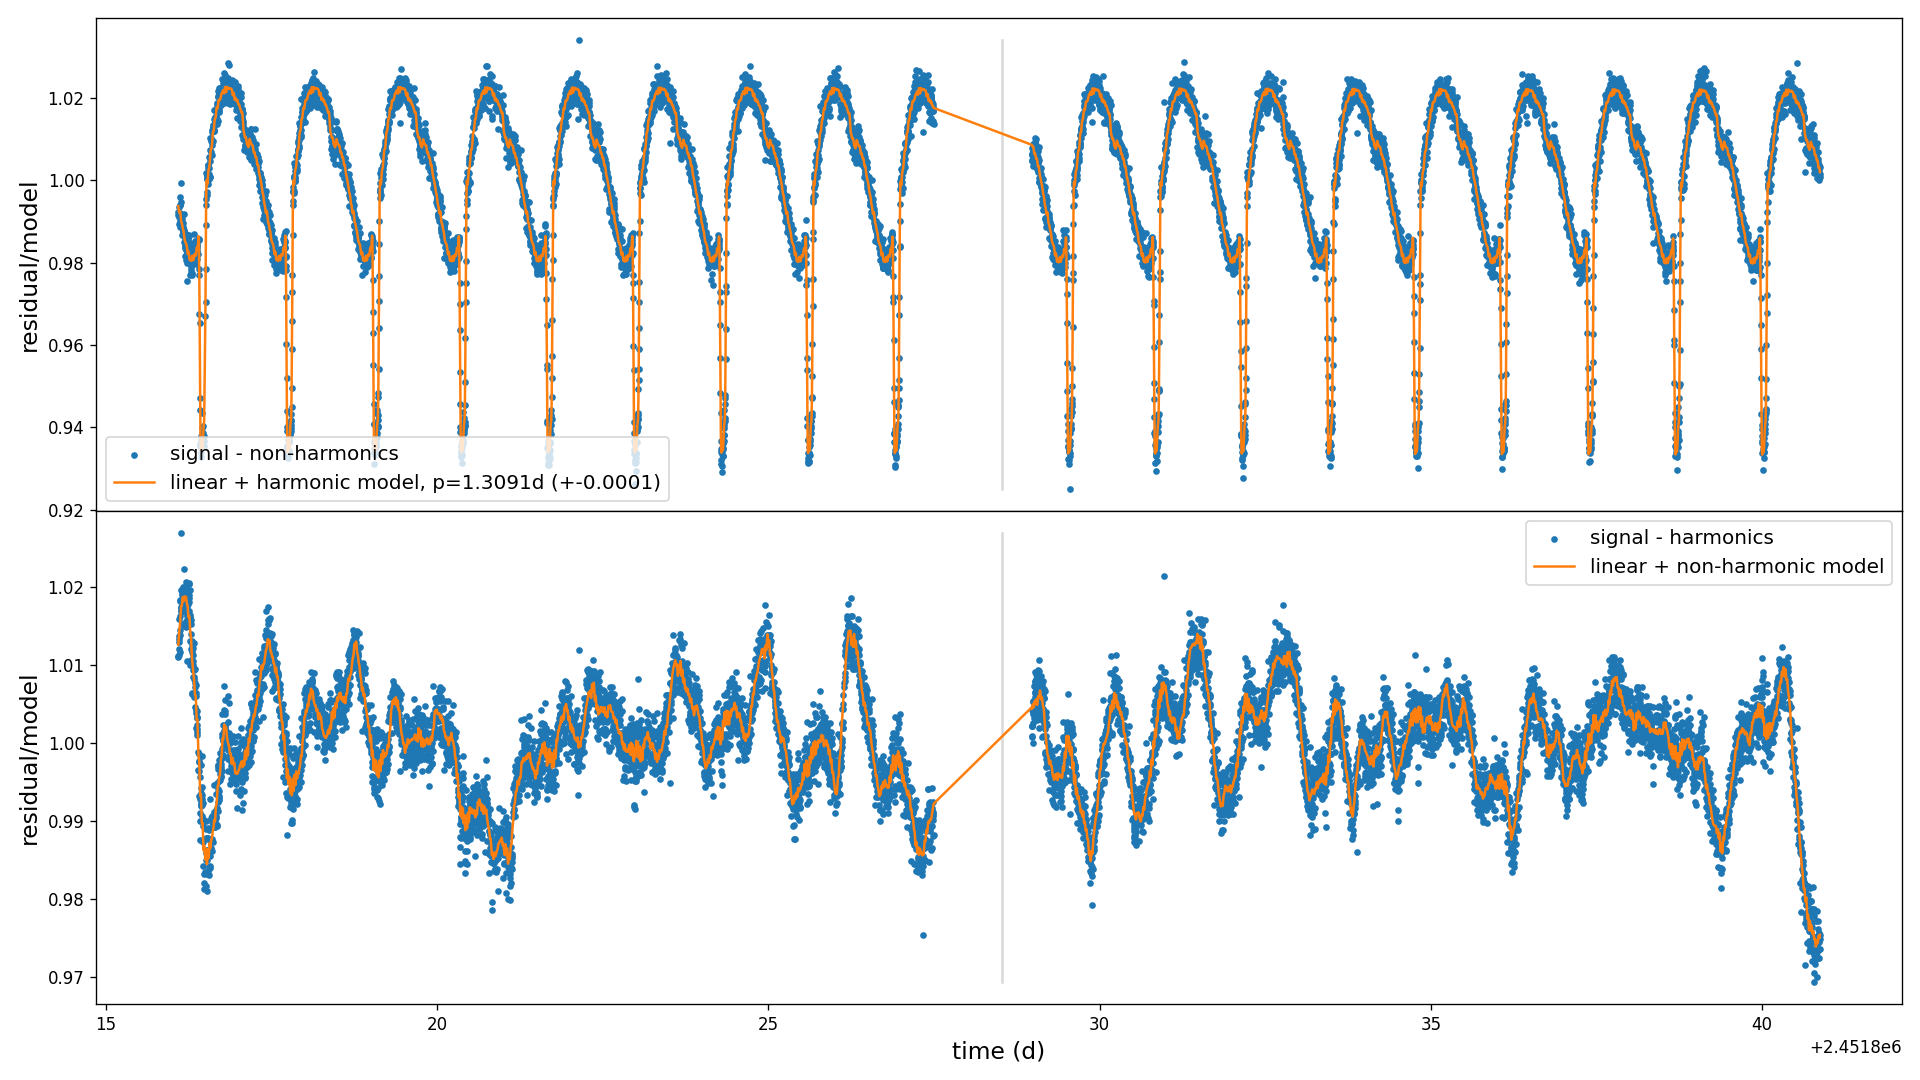 1.02
1.00
0.98
0.96
0.94
0.92
residual/model
signal - non-harmonics
linear + harmonic model, p=1.3091d (+-0.0001)
signal - harmonics
linear + non-harmonic model
1.02
1.01
1.00
0.99
0.98
0.97
residual/model
15 20 25 30 35 40
time (d)
+2.4518e6